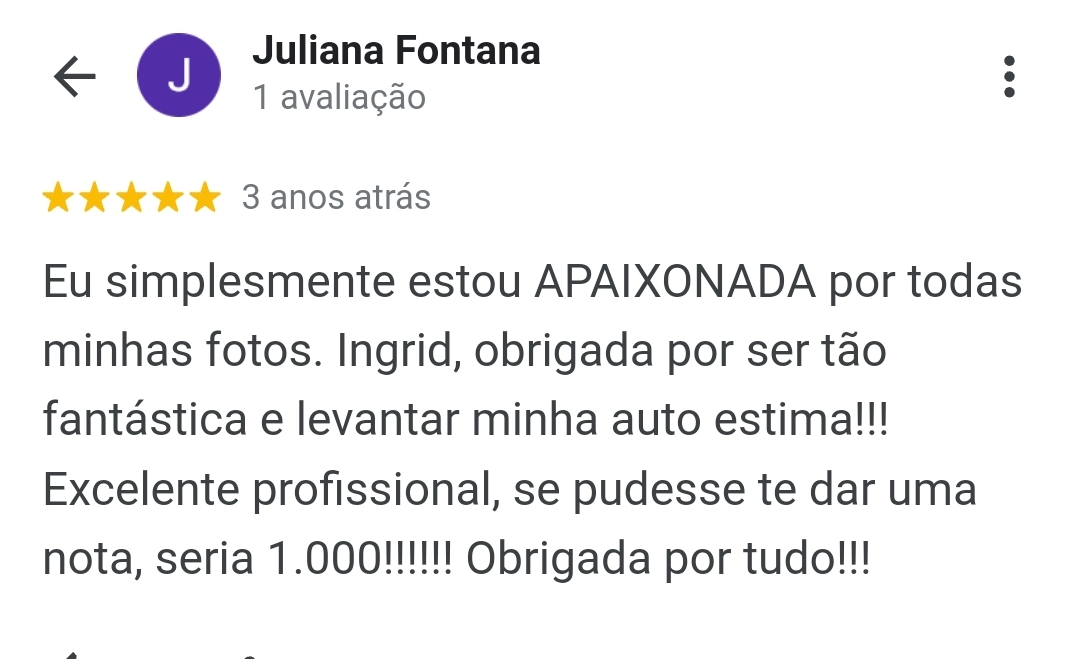 Juliana Fontana
J
1 avaliação
3 anos atrás
Eu simplesmente estou APAIXONADA por todas
minhas fotos. Ingrid, obrigada por ser tão
fantástica e levantar minha auto estima!!!
Excelente profissional, se pudesse te dar uma
nota, seria 1.000!!!!!! Obrigada por tudo!!!